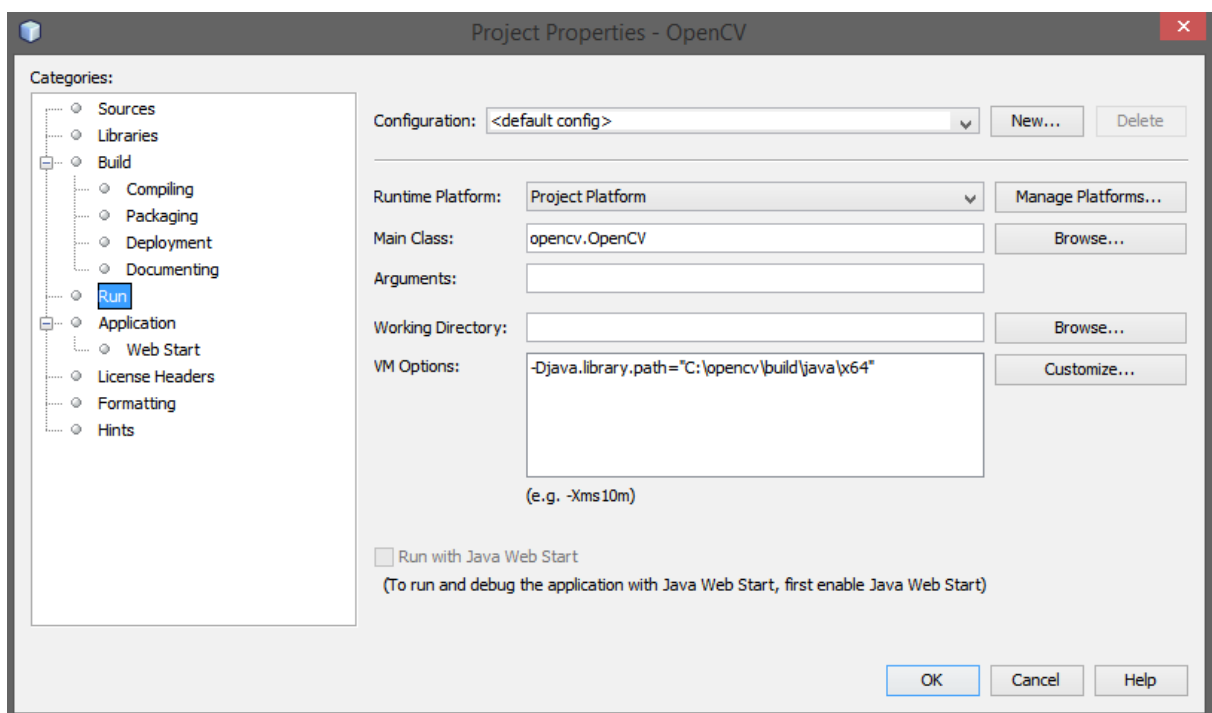 Project Properties - OpenCV
Categories:
Sources
Libraries
Build
Compiling
Packaging
Deployment
Documenting
Run
Application
Web Start
License Headers
Formatting
Hints
Configuration: <default config> New... Delete
Runtime Platform: Project Platform Manage Platforms...
Main Class: opencv.OpenCV Browse...
Arguments:
Working Directory: Browse...
VM Options: -Djava.library.path="C:\opencv\build\java\x64" Customize...
(e.g. -Xms10m)
Run with Java Web Start
(To run and debug the application with Java Web Start, first enable Java Web Start)
OK Cancel Help